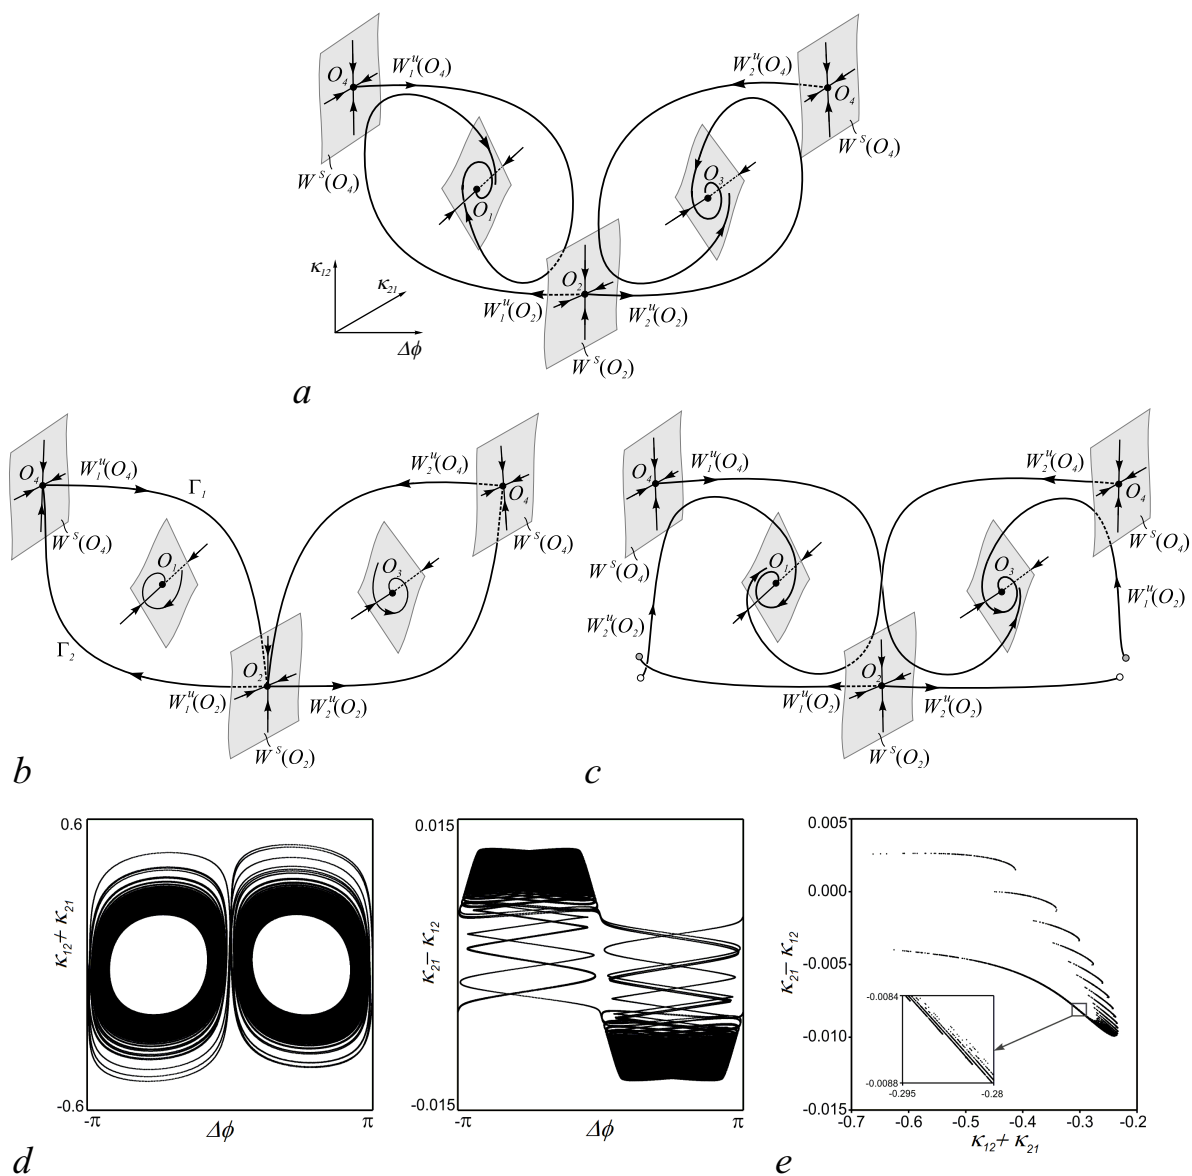 O₄ W₁ᵘ(O₄) W₂ᵘ(O₄) O₄
Wˢ(O₄) Wˢ(O₄)
O₁ O₃
κ₁₂ κ₂₁ Δϕ
O₂ W₁ᵘ(O₂) W₂ᵘ(O₂)
Wˢ(O₂)
a
O₄ W₁ᵘ(O₄) Γ₁ W₂ᵘ(O₄) O₄
Wˢ(O₄) Wˢ(O₄)
O₁ O₃
Γ₂ O₂
W₁ᵘ(O₂) W₂ᵘ(O₂)
Wˢ(O₂)
b
O₄ W₁ᵘ(O₄) W₂ᵘ(O₄) O₄
Wˢ(O₄) Wˢ(O₄)
O₁ O₃
W₂ᵘ(O₂) W₁ᵘ(O₂)
O₂
W₁ᵘ(O₂) W₂ᵘ(O₂)
Wˢ(O₂)
c
0.6
κ₁₂+ κ₂₁
-0.6
-π Δϕ π
d
0.015
κ₂₁− κ₁₂
-0.015
-π Δϕ π
0.005
0.000
-0.005
-0.010
-0.015
κ₂₁− κ₁₂
-0.0084
-0.0088
-0.295 -0.28
-0.7 -0.6 -0.5 -0.4 -0.3 -0.2
κ₁₂+ κ₂₁
e